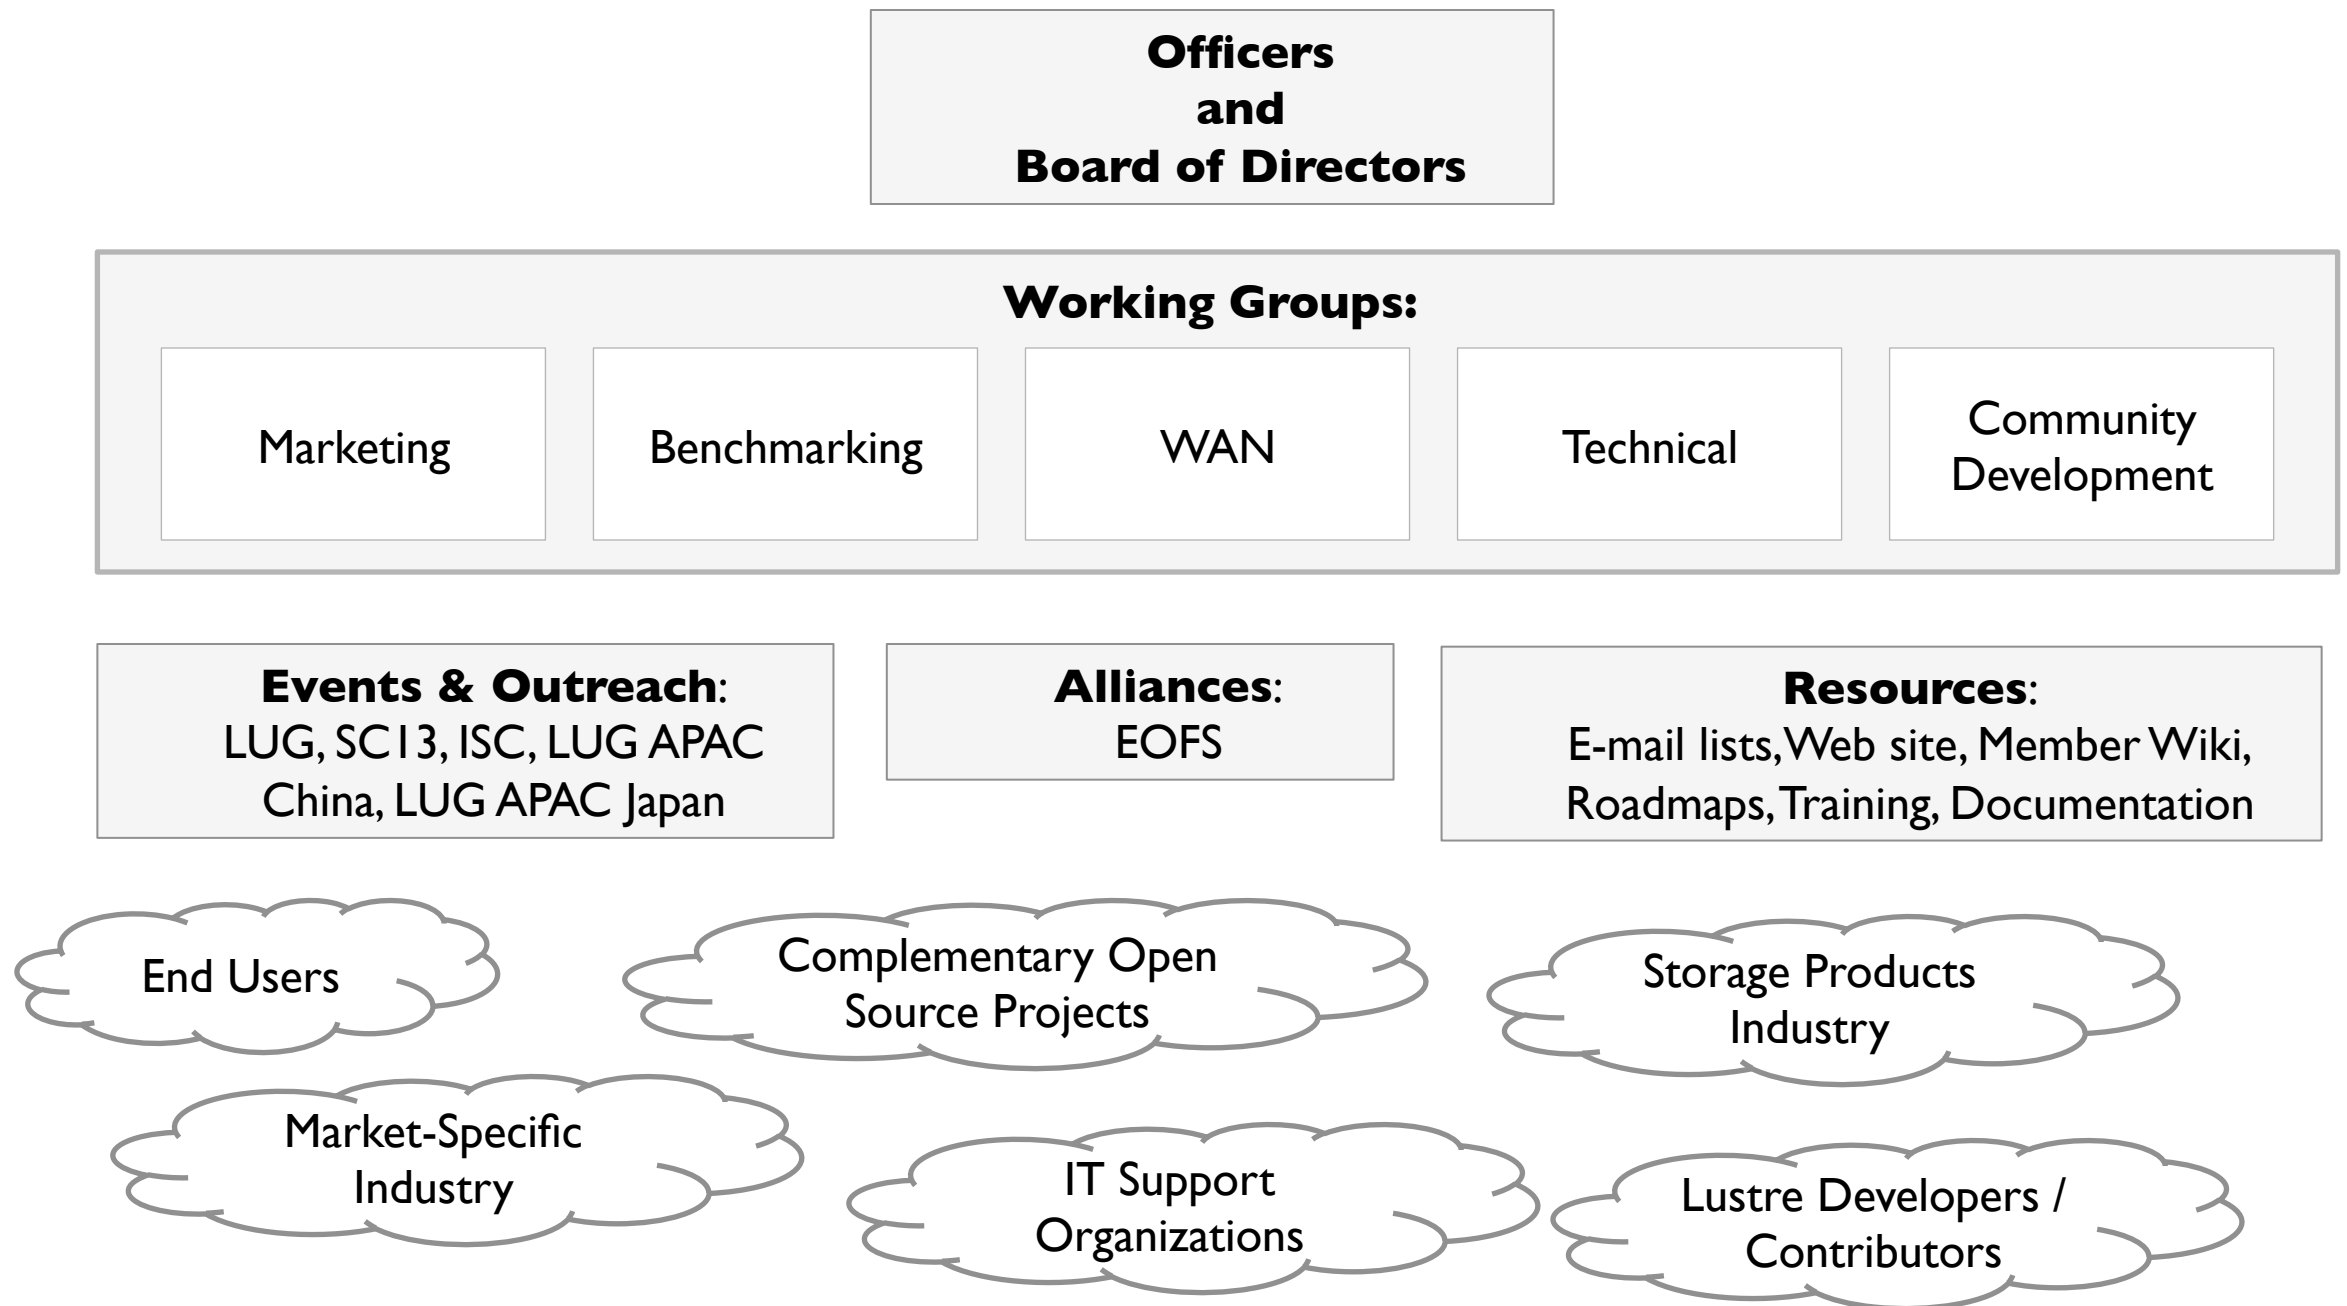 Officers
and
Board of Directors
Working Groups:
Marketing
Benchmarking
WAN
Technical
Community
Development
Events & Outreach:
LUG, SC13, ISC, LUG APAC
China, LUG APAC Japan
Alliances:
EOFS
Resources:
E-mail lists, Web site, Member Wiki,
Roadmaps, Training, Documentation
End Users
Complementary Open
Source Projects
Storage Products
Industry
Market-Specific
Industry
IT Support
Organizations
Lustre Developers /
Contributors